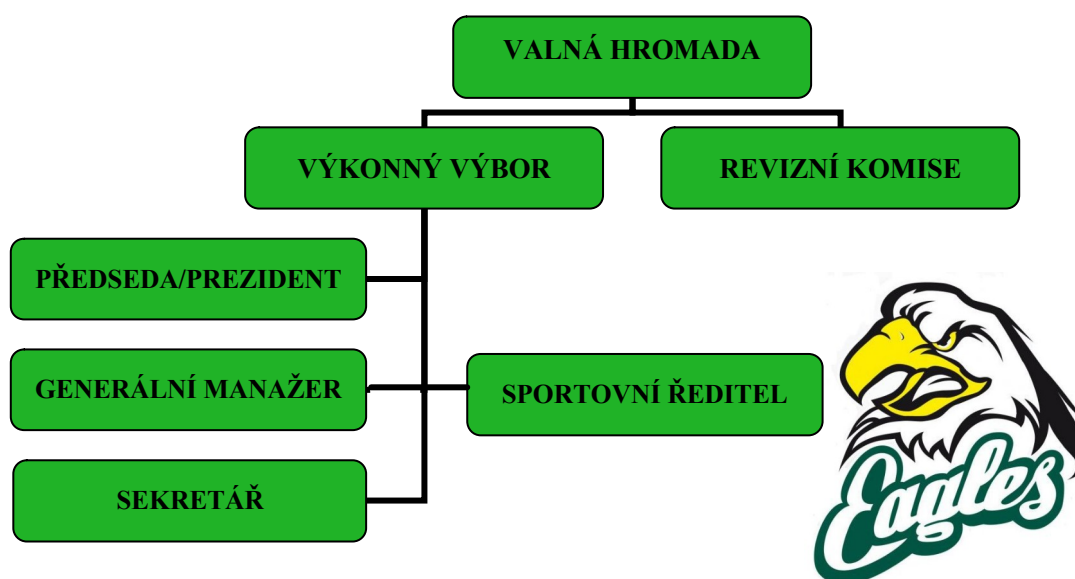 VALNÁ HROMADA
VÝKONNÝ VÝBOR
REVIZNÍ KOMISE
PŘEDSEDA/PREZIDENT
GENERÁLNÍ MANAŽER
SPORTOVNÍ ŘEDITEL
SEKRETÁŘ
Eagles